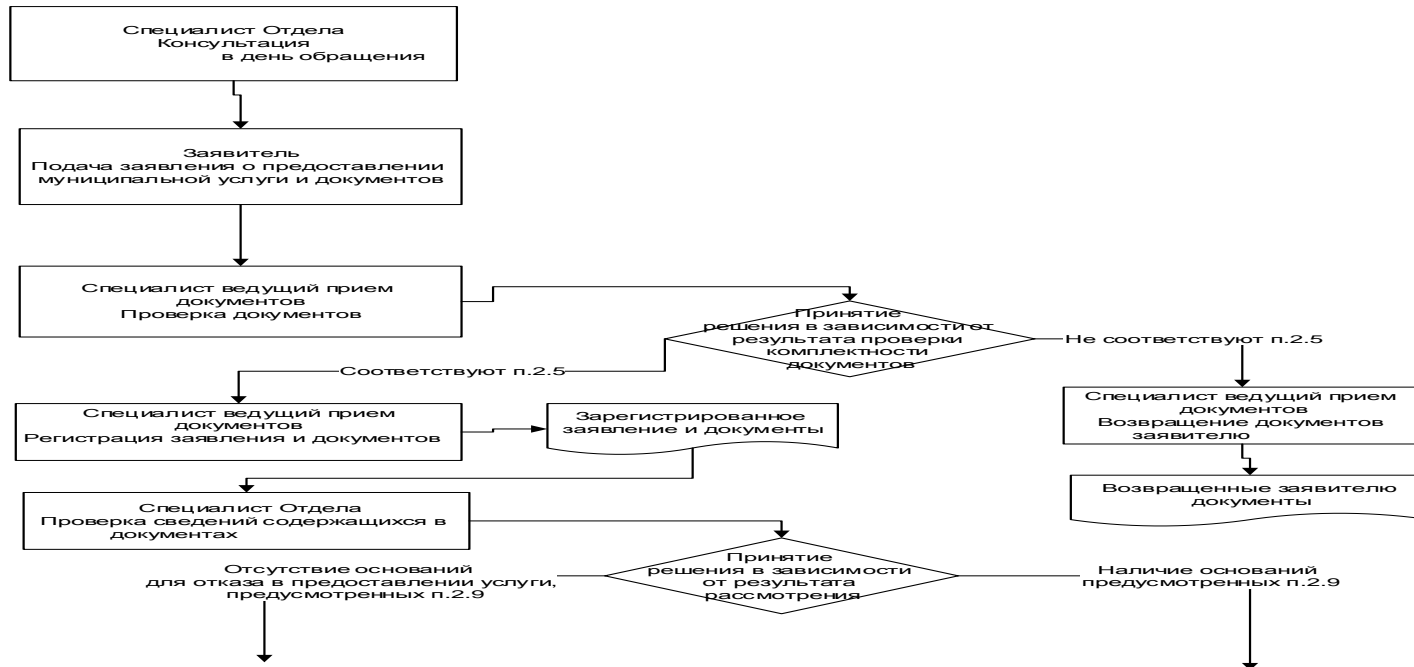 Специалист Отдела
Консультация
в день обращения
Заявитель
Подача заявления о предоставлении
муниципальной услуги и документов
Специалист ведущий прием
документов
Проверка документов
Принятие
решения в зависимости от
результата проверки
комплектности
документов
Не соответствуют п.2.5
Соответствуют п.2.5
Специалист ведущий прием
документов
Регистрация заявления и документов
Зарегистрированное
заявление и документы
Специалист ведущий прием
документов
Возвращение документов
заявителю
Возвращенные заявителю
документы
Специалист Отдела
Проверка сведений содержащихся в
документах
Принятие
решения в зависимости
от результата
рассмотрения
Отсутствие оснований
для отказа в предоставлении услуги,
предусмотренных п.2.9
Наличие оснований
предусмотренных п.2.9